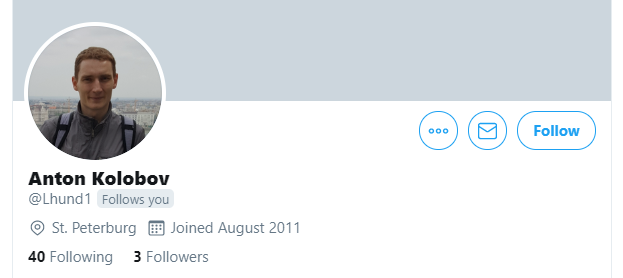 Follow
Anton Kolobov
@Lhund1 Follows you
St. Peterburg Joined August 2011
40 Following 3 Followers